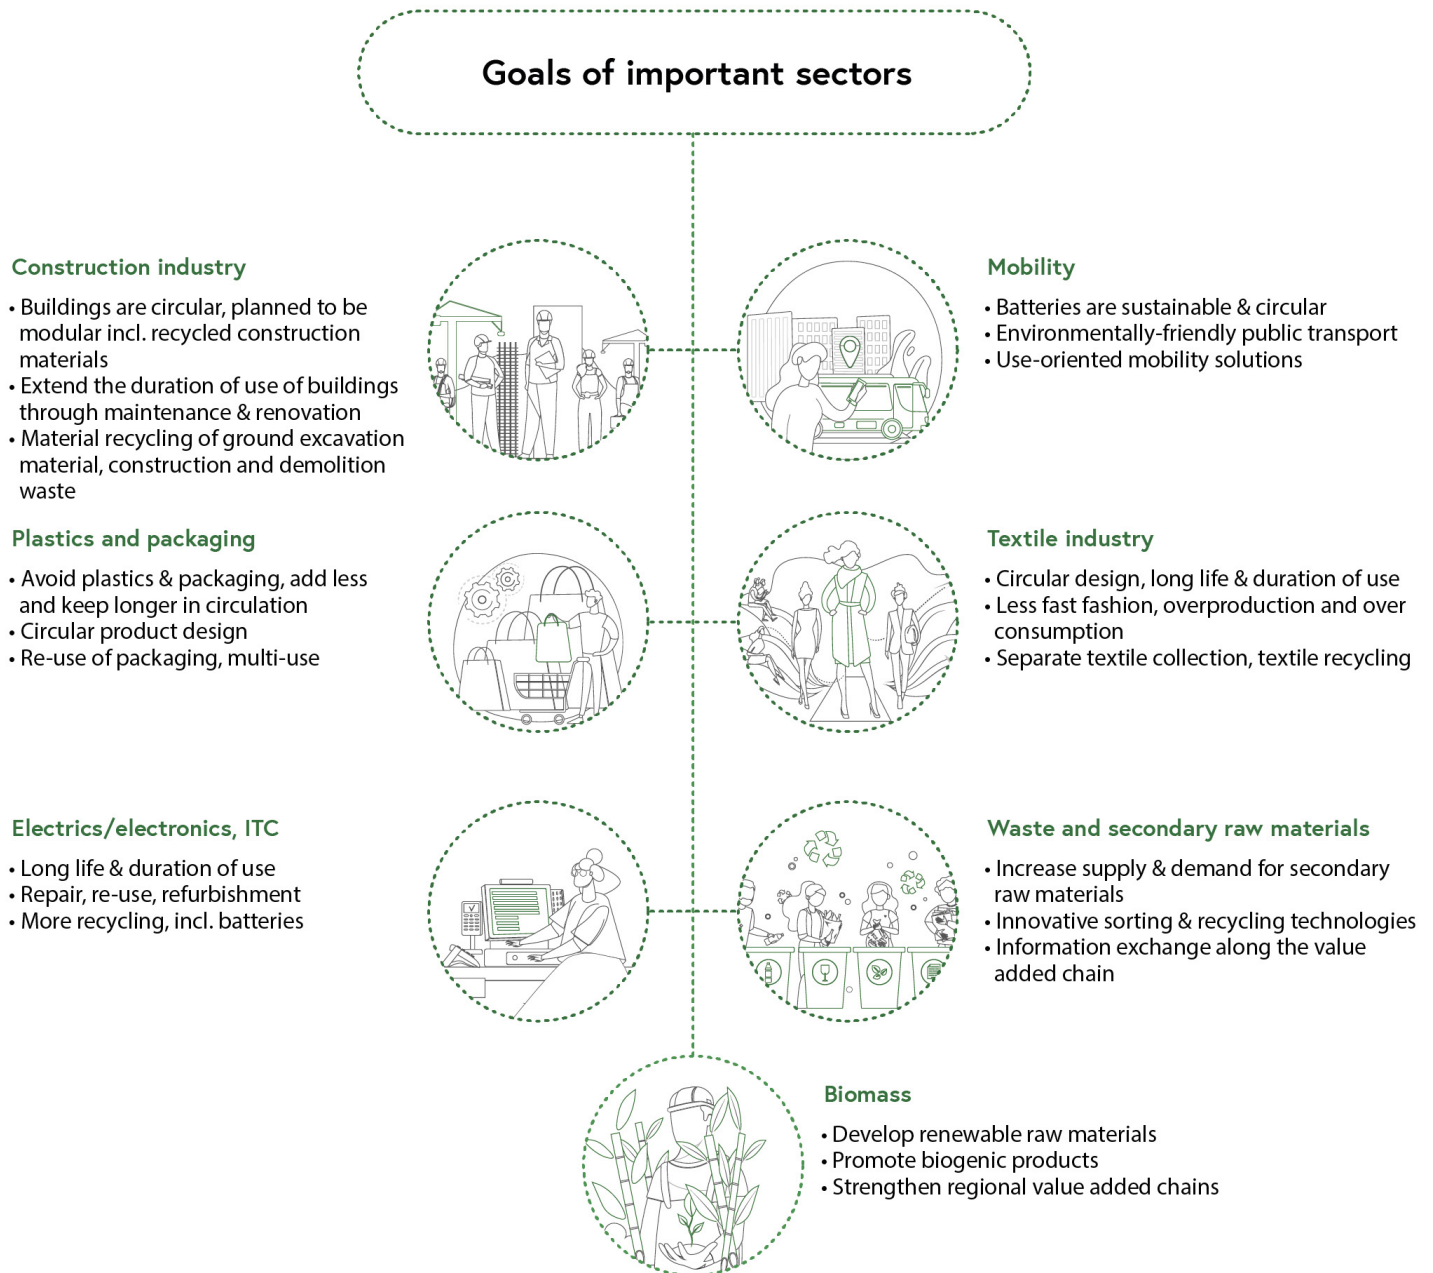 Goals of important sectors
Construction industry
• Buildings are circular, planned to be
modular incl. recycled construction
materials
• Extend the duration of use of buildings
through maintenance & renovation
• Material recycling of ground excavation
material, construction and demolition
waste
Mobility
• Batteries are sustainable & circular
• Environmentally-friendly public transport
• Use-oriented mobility solutions
Plastics and packaging
• Avoid plastics & packaging, add less
and keep longer in circulation
• Circular product design
• Re-use of packaging, multi-use
Textile industry
• Circular design, long life & duration of use
• Less fast fashion, overproduction and over
consumption
• Separate textile collection, textile recycling
Electrics/electronics, ITC
• Long life & duration of use
• Repair, re-use, refurbishment
• More recycling, incl. batteries
Waste and secondary raw materials
• Increase supply & demand for secondary
raw materials
• Innovative sorting & recycling technologies
• Information exchange along the value
added chain
Biomass
• Develop renewable raw materials
• Promote biogenic products
• Strengthen regional value added chains